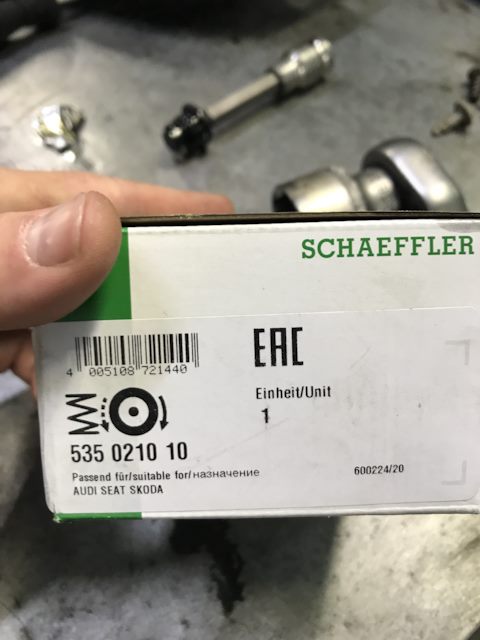 SCHAEFFLER
EAC
4 005108 721440
Einheit/Unit
1
535 0210 10
Passend für/suitable for/назначение
600224/20
AUDI SEAT SKODA